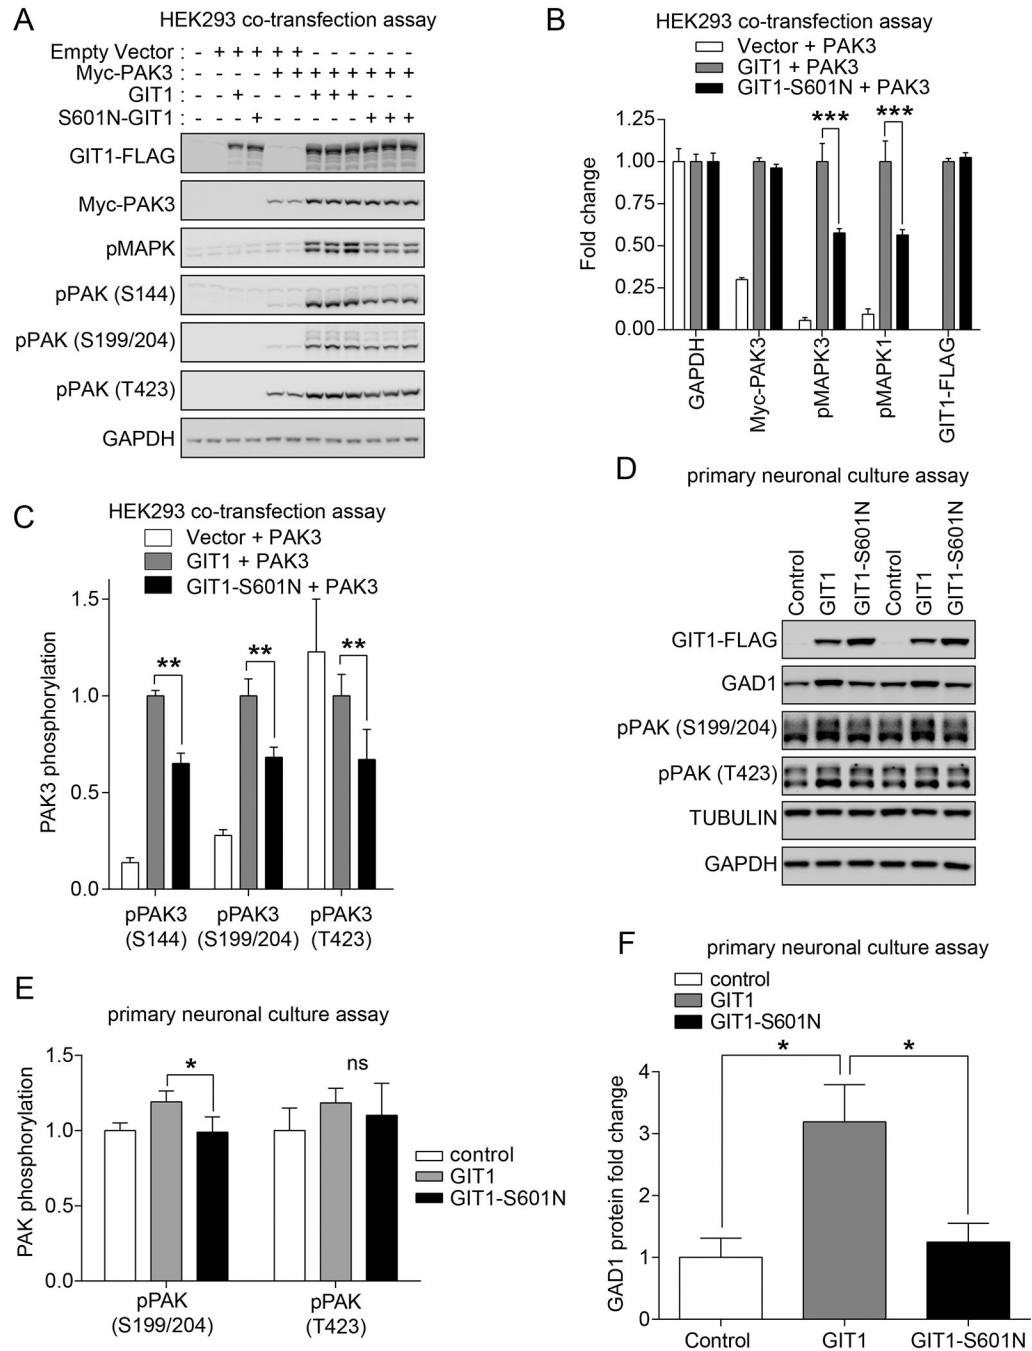 A
HEK293 co-transfection assay
Empty Vector : - + + + + + - - - - - -
Myc-PAK3 : - - - - + + + + + + + +
GIT1 : - - + - - - + + + - - -
S601N-GIT1 : - - - + - - - - - + + +
GIT1-FLAG
Myc-PAK3
pMAPK
pPAK (S144)
pPAK (S199/204)
pPAK (T423)
GAPDH
B
HEK293 co-transfection assay
Vector + PAK3
GIT1 + PAK3
GIT1-S601N + PAK3
Fold change
1.25
1.00
0.75
0.50
0.25
0.00
***
***
GAPDH
Myc-PAK3
pMAPK3
pMAPK1
GIT1-FLAG
C
HEK293 co-transfection assay
Vector + PAK3
GIT1 + PAK3
GIT1-S601N + PAK3
PAK3 phosphorylation
1.5
1.0
0.5
0.0
**
**
**
pPAK3
(S144)
pPAK3
(S199/204)
pPAK3
(T423)
D
primary neuronal culture assay
Control
GIT1
GIT1-S601N
Control
GIT1
GIT1-S601N
GIT1-FLAG
GAD1
pPAK (S199/204)
pPAK (T423)
TUBULIN
GAPDH
E
primary neuronal culture assay
PAK phosphorylation
1.5
1.0
0.5
0.0
*
ns
control
GIT1
GIT1-S601N
pPAK
(S199/204)
pPAK
(T423)
F
primary neuronal culture assay
control
GIT1
GIT1-S601N
GAD1 protein fold change
4
3
2
1
0
*
*
Control
GIT1
GIT1-S601N